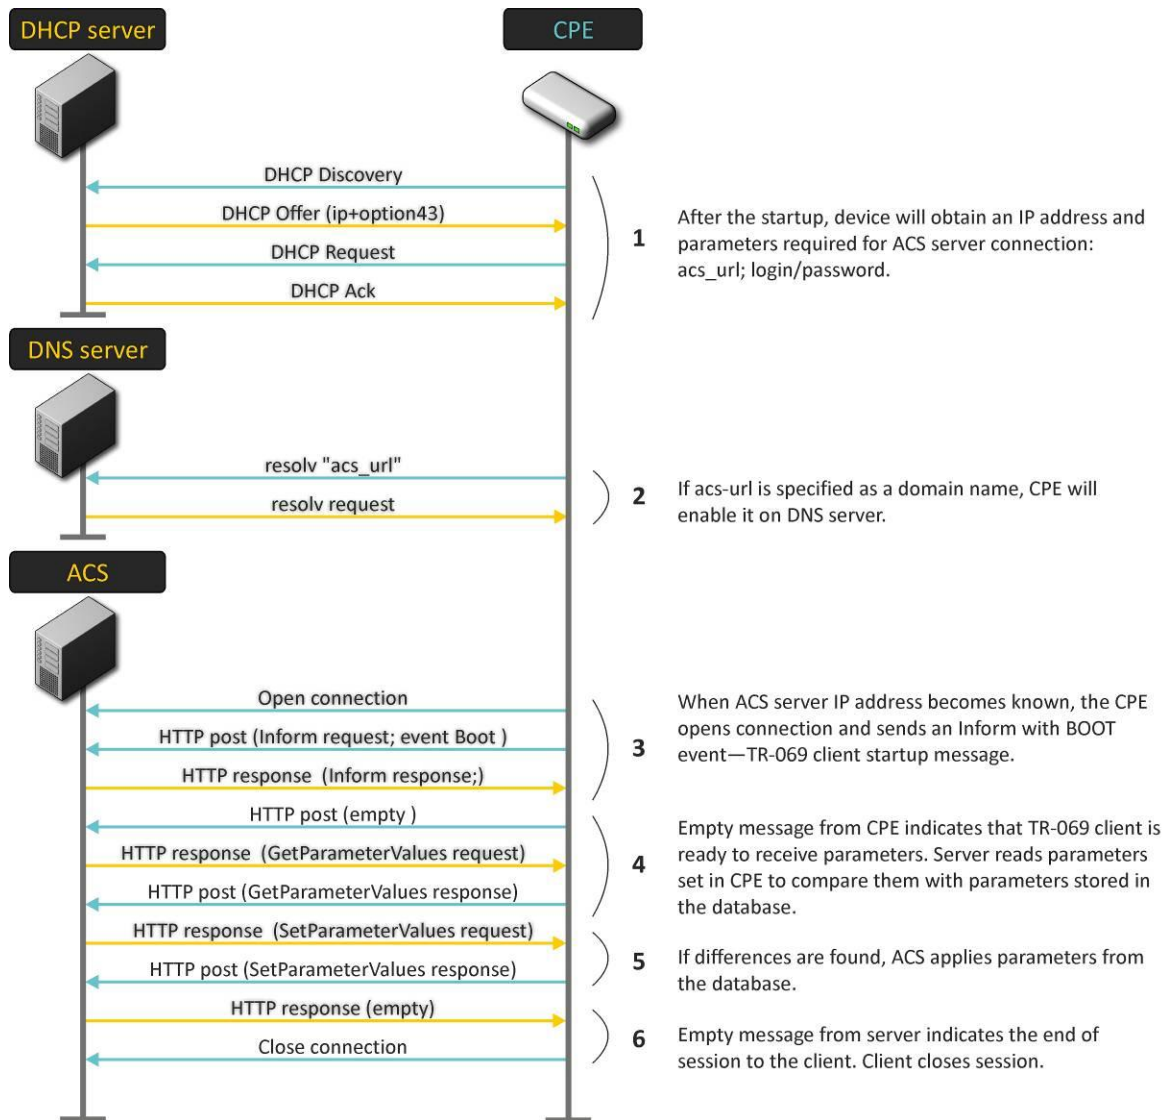 DHCP server
CPE
DHCP Discovery
DHCP Offer (ip+option43)
DHCP Request
DHCP Ack
1
After the startup, device will obtain an IP address and
parameters required for ACS server connection:
acs_url; login/password.
DNS server
resolv "acs_url"
resolv request
2
If acs-url is specified as a domain name, CPE will
enable it on DNS server.
ACS
Open connection
HTTP post (Inform request; event Boot )
HTTP response  (Inform response;)
3
When ACS server IP address becomes known, the CPE
opens connection and sends an Inform with BOOT
event—TR-069 client startup message.
HTTP post (empty )
HTTP response  (GetParameterValues request)
HTTP post (GetParameterValues response)
4
Empty message from CPE indicates that TR-069 client is
ready to receive parameters. Server reads parameters
set in CPE to compare them with parameters stored in
the database.
HTTP response  (SetParameterValues request)
HTTP post (SetParameterValues response)
5
If differences are found, ACS applies parameters from
the database.
HTTP response (empty)
Close connection
6
Empty message from server indicates the end of
session to the client. Client closes session.